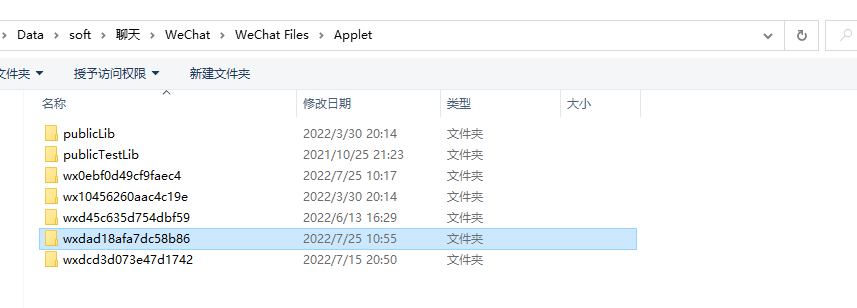 Data > soft > 聊天 > WeChat > WeChat Files > Applet
文件夹 授予访问权限 新建文件夹
名称 修改日期 类型 大小
publicLib 2022/3/30 20:14 文件夹
publicTestLib 2021/10/25 21:23 文件夹
wx0ebf0d49cf9faec4 2022/7/25 10:17 文件夹
wx10456260aac4c19e 2022/3/30 20:14 文件夹
wxd45c635d754dbf59 2022/6/13 16:29 文件夹
wxdad18afa7dc58b86 2022/7/25 10:55 文件夹
wxdcd3d073e47d1742 2022/7/15 20:50 文件夹